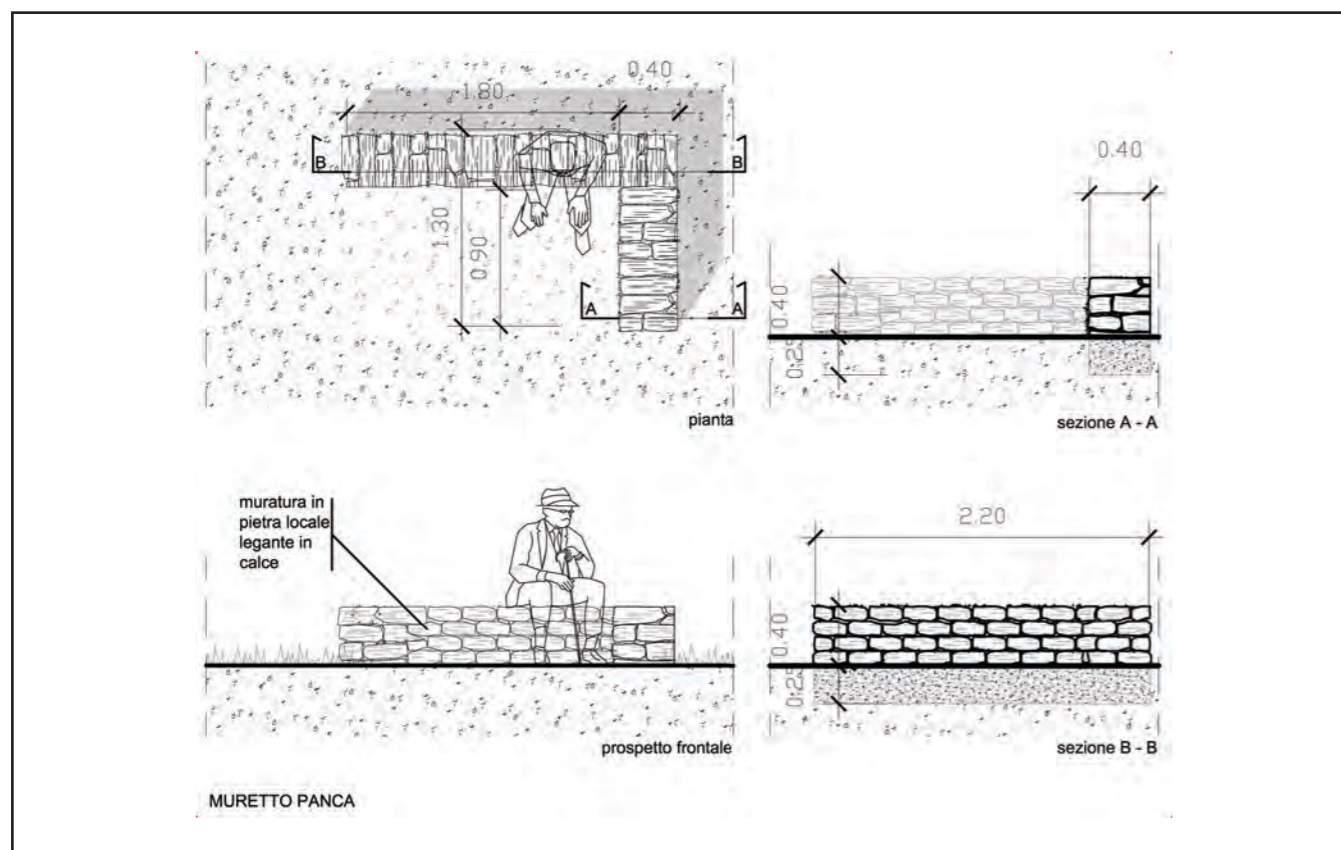 0.40
1.80
B
B
1.30
0.90
A
A
pianta
0.40
0.40
0.25
sezione A - A
muratura in
pietra locale
legante in
calce
prospetto frontale
2.20
0.40
0.25
sezione B - B
MURETTO PANCA